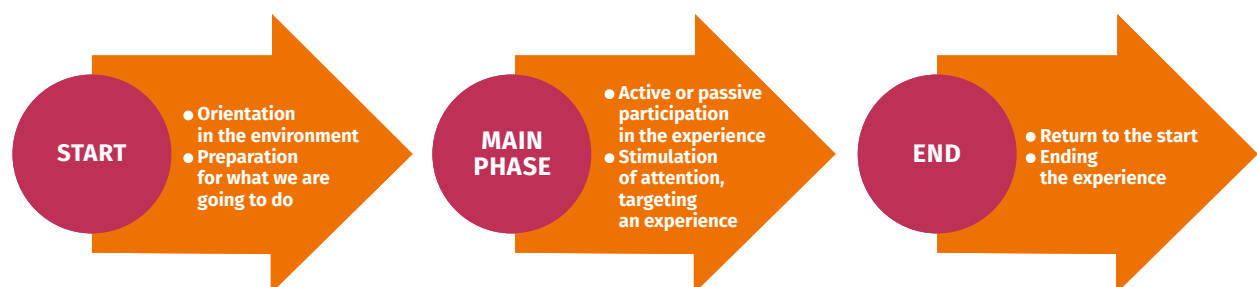 START
● Orientation
in the environment
● Preparation
for what we are
going to do
MAIN
PHASE
● Active or passive
participation
in the experience
● Stimulation
of attention,
targeting
an experience
END
● Return to the start
● Ending
the experience